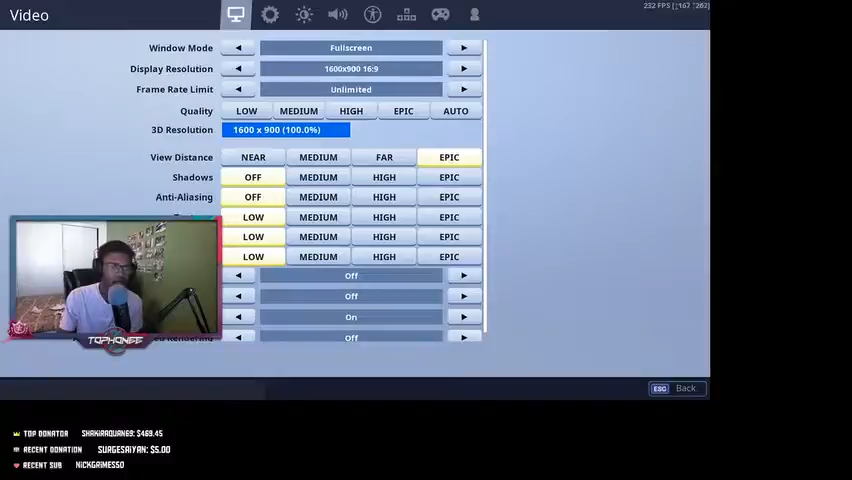 Video
232 FPS [
Window Mode Fullscreen
Display Resolution 1600x900 16:9
Frame Rate Limit Unlimited
Quality LOW MEDIUM HIGH EPIC AUTO
3D Resolution 1600 x 900 (100.0%)
View Distance NEAR MEDIUM FAR EPIC
Shadows OFF MEDIUM HIGH EPIC
Anti-Aliasing OFF MEDIUM HIGH EPIC
LOW MEDIUM HIGH EPIC
LOW MEDIUM HIGH EPIC
LOW MEDIUM HIGH EPIC
Off
Off
On
Rendering Off
TOPHONEE
ESC Back
TOP DONATOR SHAKIRAQUAN69: $469.45
RECENT DONATION SURGESAIYAN: $5.00
RECENT SUB NICKGRIMES50